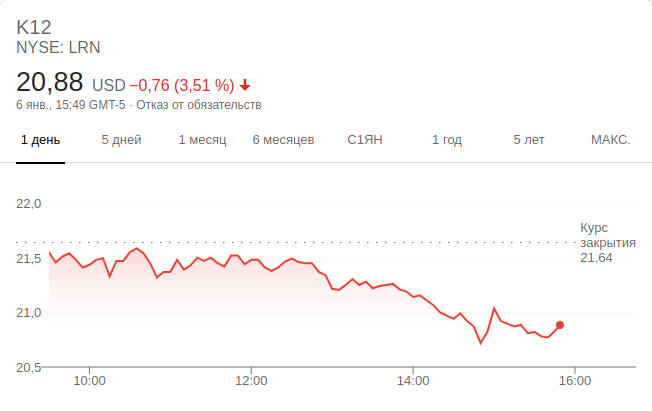 K12
NYSE: LRN
20,88 USD −0,76 (3,51 %)
6 янв., 15:49 GMT-5 · Отказ от обязательств
1 день 5 дней 1 месяц 6 месяцев С1ЯН 1 год 5 лет МАКС.
22,0
Курс
закрытия
21,64
21,5
21,0
20,5
10:00 12:00 14:00 16:00